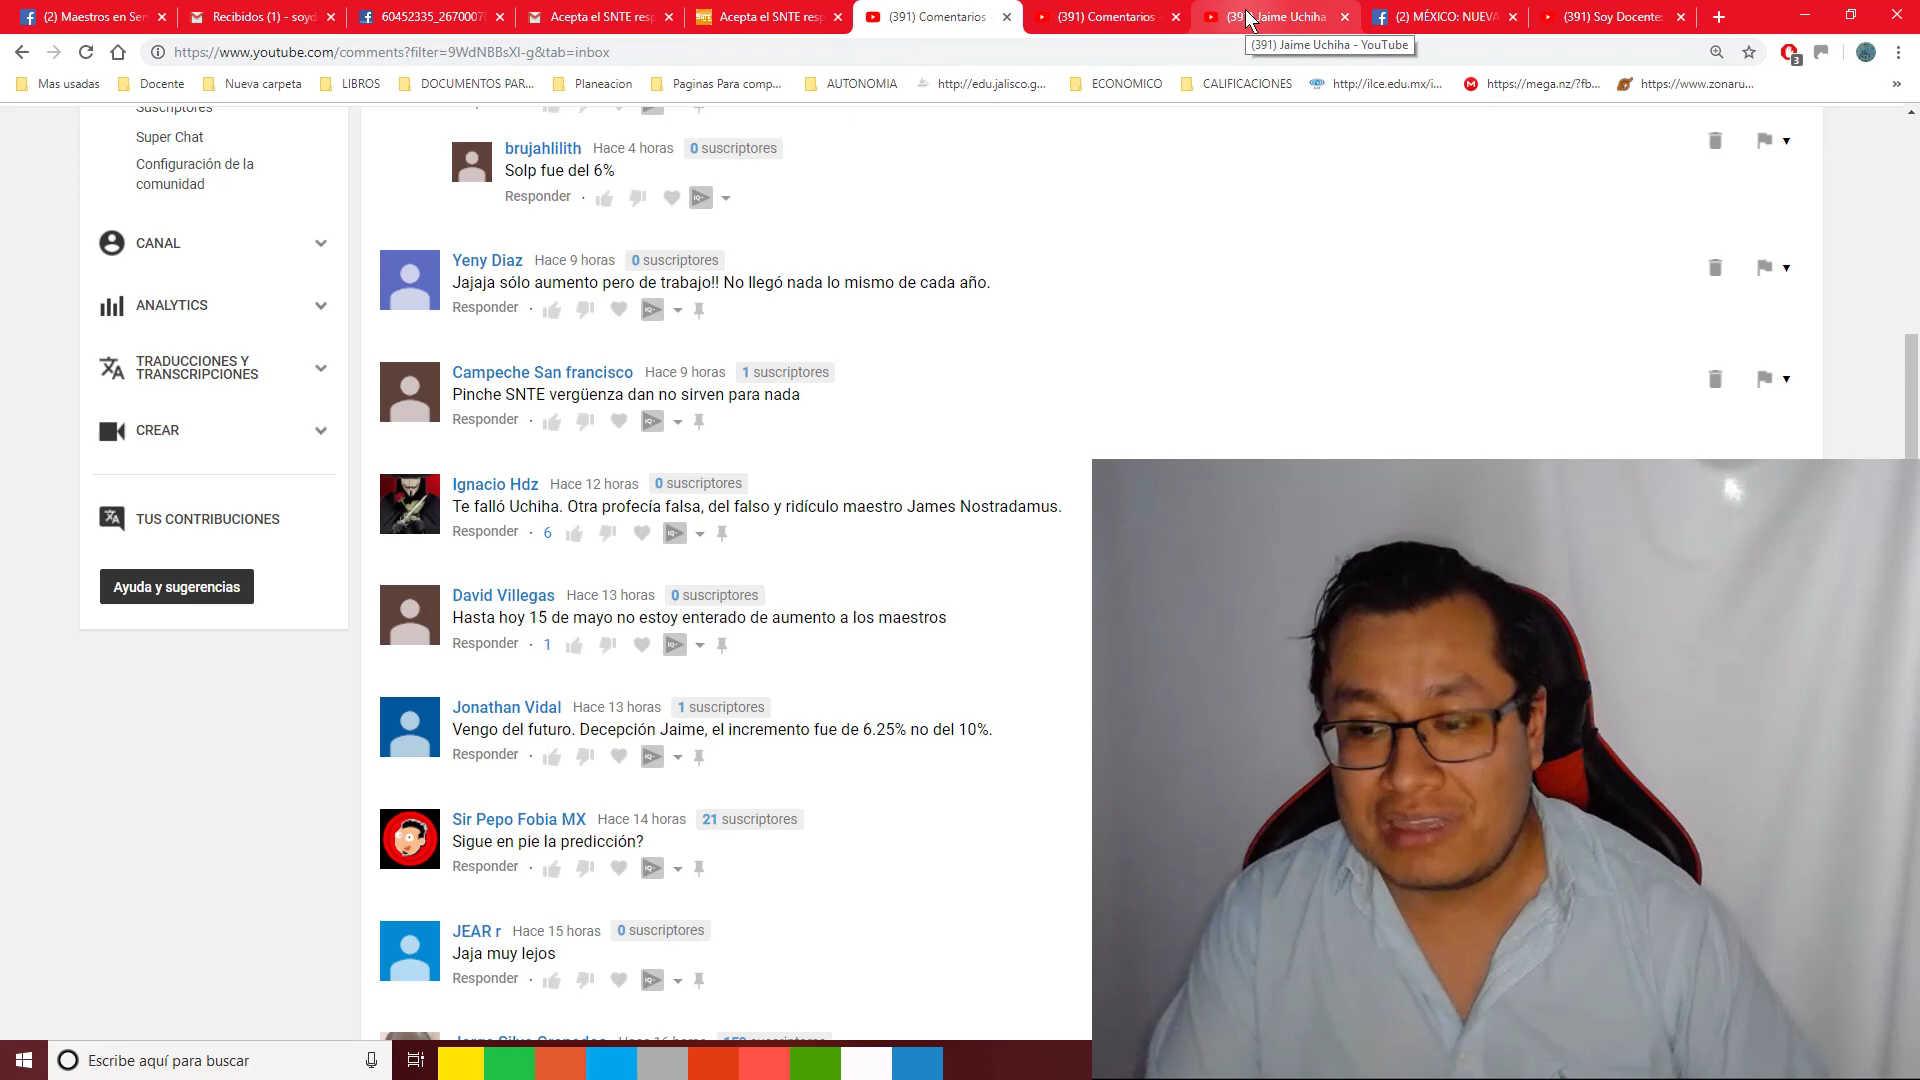 (2) Maestros en Ser
Recibidos (1) - soyd
60452335_2670007
Acepta el SNTE resp
Acepta el SNTE resp
(391) Comentarios -
(391) Comentarios -
(391) Jaime Uchiha
(2) MÉXICO: NUEVA
(391) Soy Docente:
(391) Jaime Uchiha - YouTube
https://www.youtube.com/comments?filter=9WdNBBsXI-g&tab=inbox
3
Mas usadas
Docente
Nueva carpeta
LIBROS
DOCUMENTOS PAR...
Planeacion
Paginas Para comp...
AUTONOMIA
http://edu.jalisco.g...
ECONOMICO
CALIFICACIONES
http://ilce.edu.mx/i...
https://mega.nz/?fb...
https://www.zonaru...
Suscriptores
Super Chat
Configuración de la
comunidad
CANAL
ANALYTICS
TRADUCCIONES Y
TRANSCRIPCIONES
CREAR
TUS CONTRIBUCIONES
Ayuda y sugerencias
brujahlilith Hace 4 horas 0 suscriptores
Solp fue del 6%
Responder
Yeny Diaz Hace 9 horas 0 suscriptores
Jajaja sólo aumento pero de trabajo!! No llegó nada lo mismo de cada año.
Responder
Campeche San francisco Hace 9 horas 1 suscriptores
Pinche SNTE vergüenza dan no sirven para nada
Responder
Ignacio Hdz Hace 12 horas 0 suscriptores
Te falló Uchiha. Otra profecía falsa, del falso y ridículo maestro James Nostradamus.
Responder · 6
David Villegas Hace 13 horas 0 suscriptores
Hasta hoy 15 de mayo no estoy enterado de aumento a los maestros
Responder · 1
Jonathan Vidal Hace 13 horas 1 suscriptores
Vengo del futuro. Decepción Jaime, el incremento fue de 6.25% no del 10%.
Responder
Sir Pepo Fobia MX Hace 14 horas 21 suscriptores
Sigue en pie la predicción?
Responder
JEAR r Hace 15 horas 0 suscriptores
Jaja muy lejos
Responder
Escribe aquí para buscar